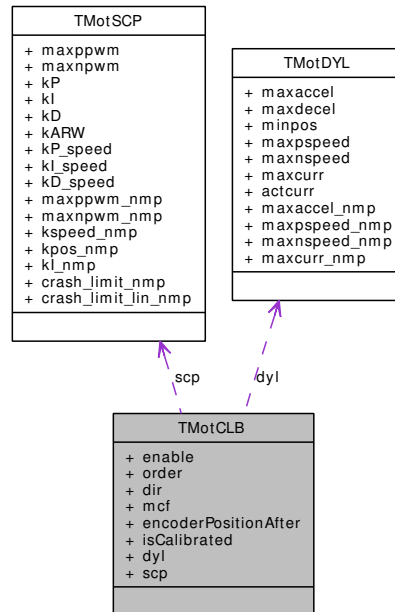 TMotSCP
+ maxppwm
+ maxnpwm
+ kP
+ kI
+ kD
+ kARW
+ kP_speed
+ kI_speed
+ kD_speed
+ maxppwm_nmp
+ maxnpwm_nmp
+ kspeed_nmp
+ kpos_nmp
+ kI_nmp
+ crash_limit_nmp
+ crash_limit_lin_nmp
TMotDYL
+ maxaccel
+ maxdecel
+ minpos
+ maxpspeed
+ maxnspeed
+ maxcurr
+ actcurr
+ maxaccel_nmp
+ maxpspeed_nmp
+ maxnspeed_nmp
+ maxcurr_nmp
scp
dyl
TMotCLB
+ enable
+ order
+ dir
+ mcf
+ encoderPositionAfter
+ isCalibrated
+ dyl
+ scp